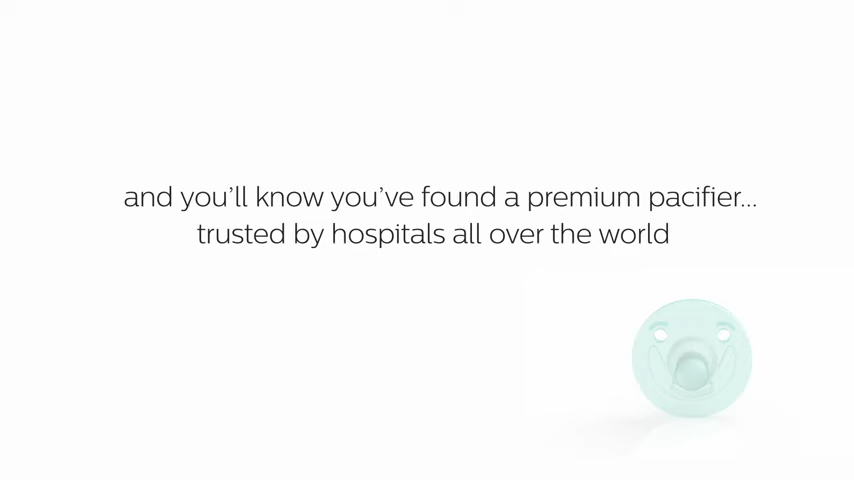 and you’ll know you’ve found a premium pacifier...
trusted by hospitals all over the world